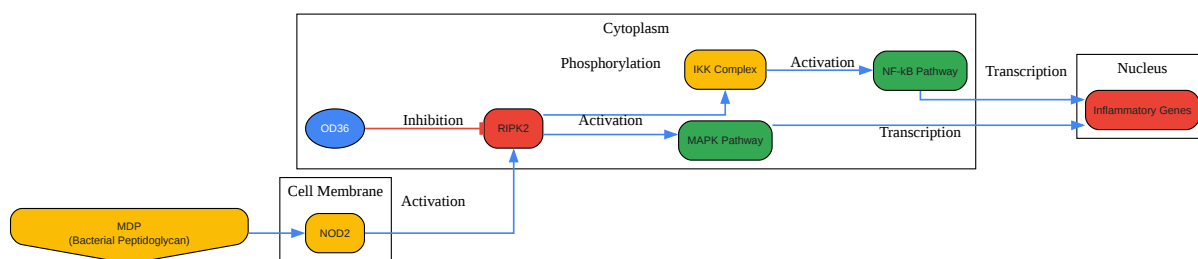 Cytoplasm
Phosphorylation
IKK Complex
Activation
NF-kB Pathway
Transcription
Nucleus
Inflammatory Genes
OD36
Inhibition
RIPK2
Activation
MAPK Pathway
Transcription
Cell Membrane
Activation
MDP
(Bacterial Peptidoglycan)
NOD2